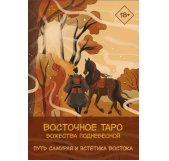 18+
ВОСТОЧНОЕ ТАРО
БОЖЕСТВА ПОДНЕБЕСНОЙ
ПУТЬ САМУРАЯ И ЭСТЕТИКА ВОСТОКА